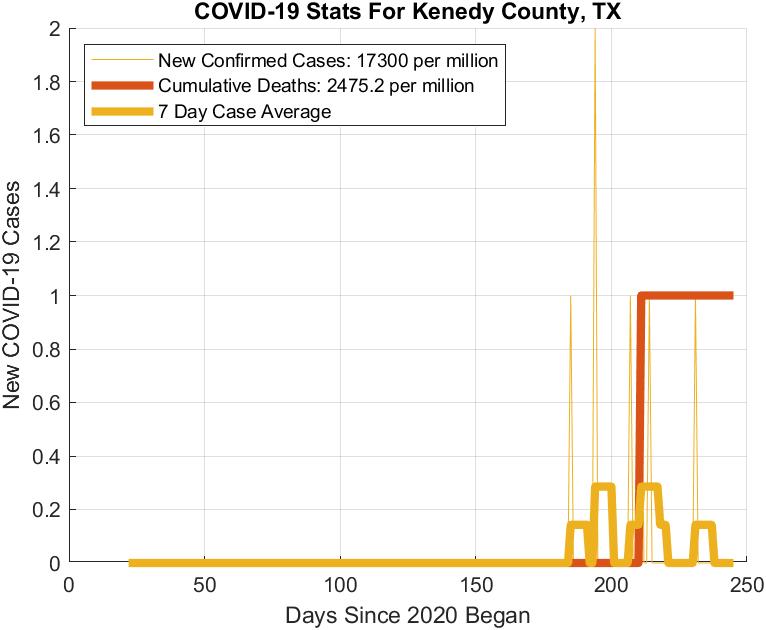 COVID-19 Stats For Kenedy County, TX
New Confirmed Cases: 17300 per million
Cumulative Deaths: 2475.2 per million
7 Day Case Average
New COVID-19 Cases
2
1.8
1.6
1.4
1.2
1
0.8
0.6
0.4
0.2
0
0 50 100 150 200 250
Days Since 2020 Began